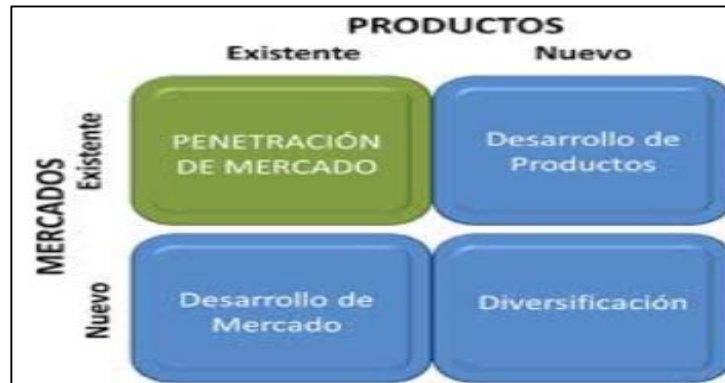 PRODUCTOS
Existente Nuevo
MERCADOS
Existente
PENETRACIÓN
DE MERCADO
Desarrollo de
Productos
Nuevo
Desarrollo de
Mercado
Diversificación